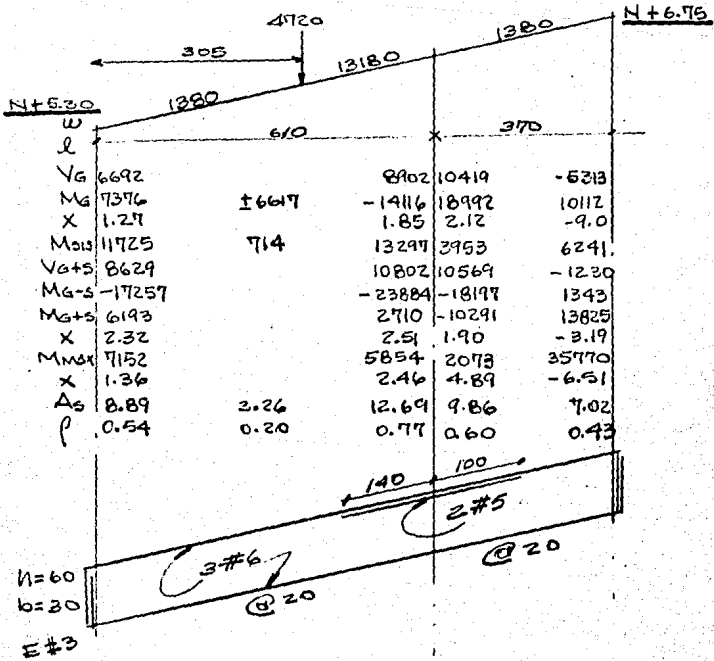 4720
N+6.75
305
13180
1380
N+5.30
1380
w
l
610
370
VG 6692 8902 10419 -5313
MG 7376 ±6617 -14116 18992 10112
X 1.27 1.85 2.12 -9.0
MSIS 11725 714 13297 3953 6241
VG+S 8629 10802 10569 -1230
MG-S -17257 -23884 -18197 1343
MG+S 6193 2710 -10291 13825
X 2.32 2.51 1.90 -3.19
MMAX 7152 5854 2073 35770
X 1.36 2.46 4.89 -6.51
AS 8.89 3.26 12.69 9.86 7.02
ρ 0.54 0.20 0.77 0.60 0.43
140 100
2#5
3#6
@ 20
@ 20
h=60
b=30
E#3